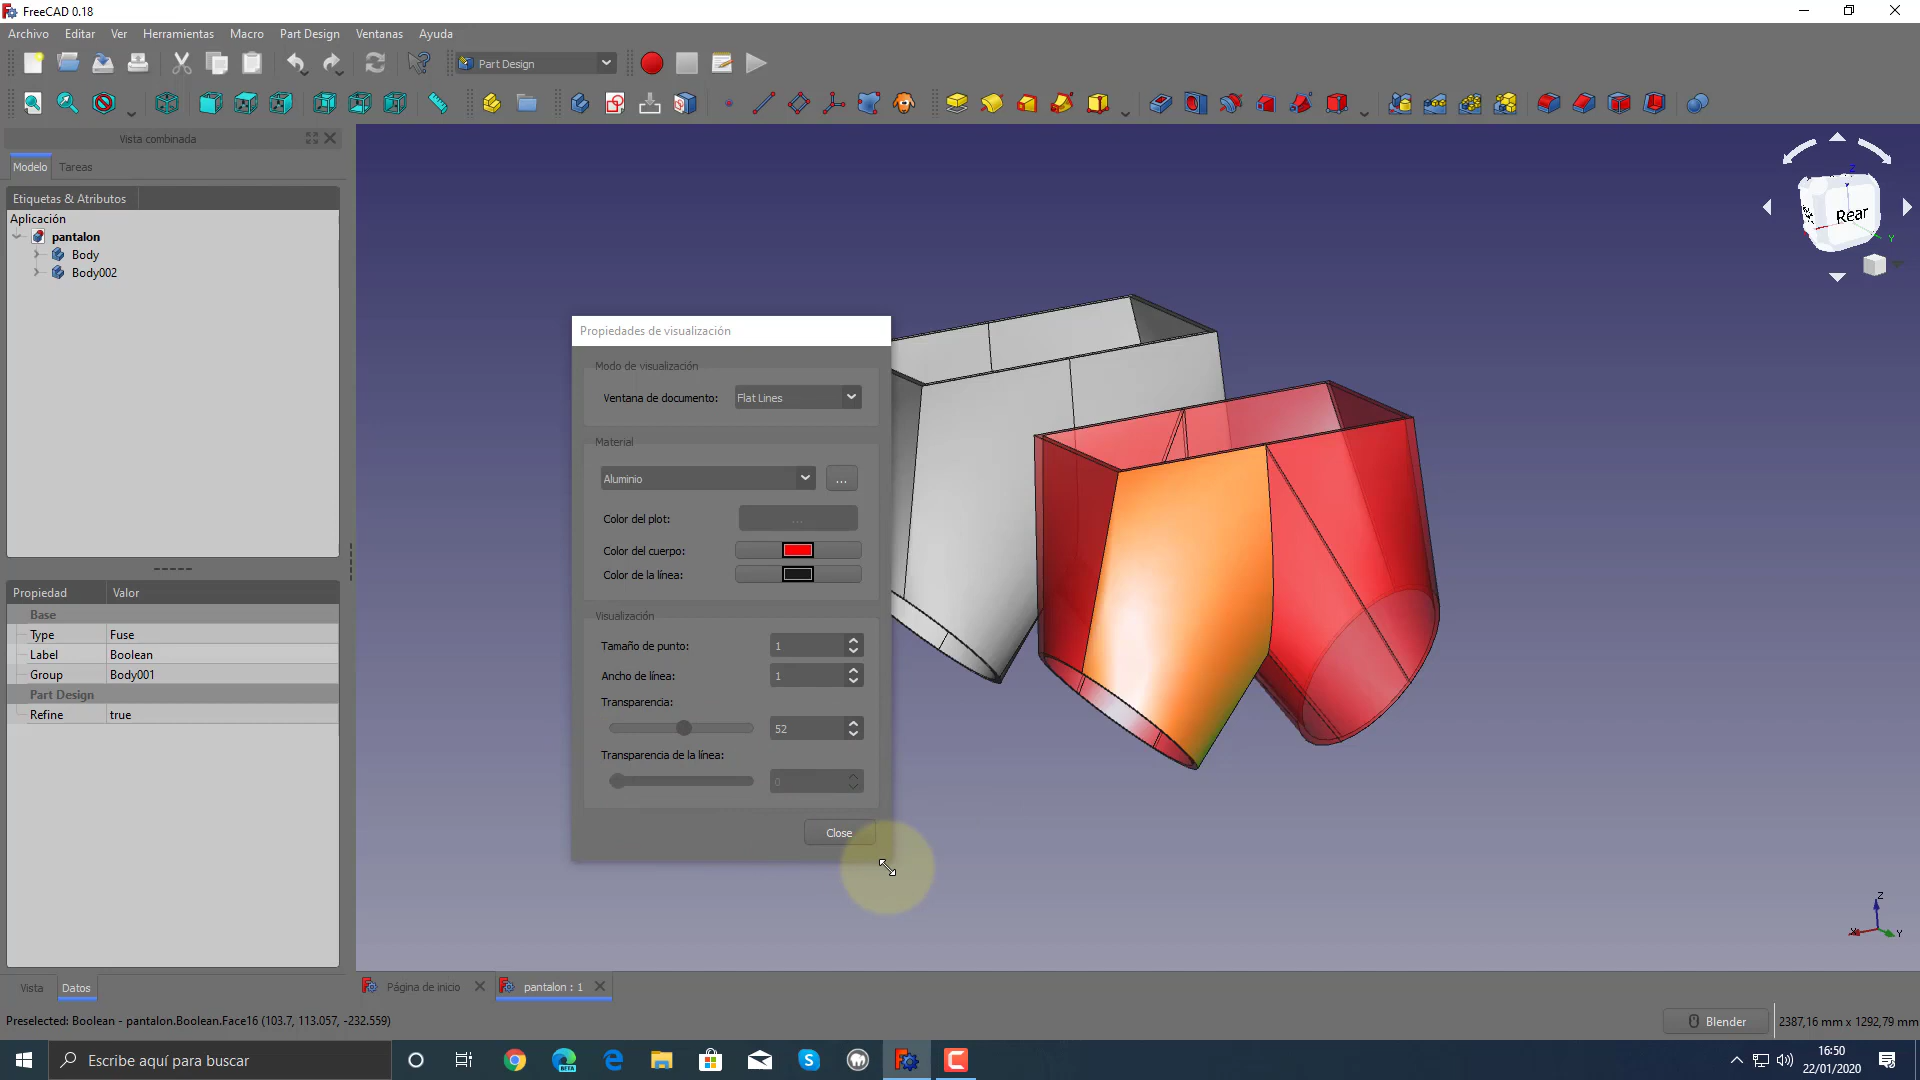 FreeCAD 0.18
Archivo Editar Ver Herramientas Macro Part Design Ventanas Ayuda
Part Design
Vista combinada
Modelo Tareas
Etiquetas & Atributos
Aplicación
pantalon
Body
Body002
Propiedad Valor
Base
Type Fuse
Label Boolean
Group Body001
Part Design
Refine true
Vista Datos
Propiedades de visualización
Modo de visualización
Ventana de documento: Flat Lines
Material
Aluminio ...
Color del plot: ...
Color del cuerpo:
Color de la línea:
Visualización
Tamaño de punto: 1
Ancho de línea: 1
Transparencia:
52
Transparencia de la línea:
0
Close
Z
Rear
Y
Z
X
Y
Página de inicio
pantalon : 1
Preselected: Boolean - pantalon.Boolean.Face16 (103.7, 113.057, -232.559)
Blender
2387,16 mm x 1292,79 mm
Escribe aquí para buscar
BETA
16:50
22/01/2020